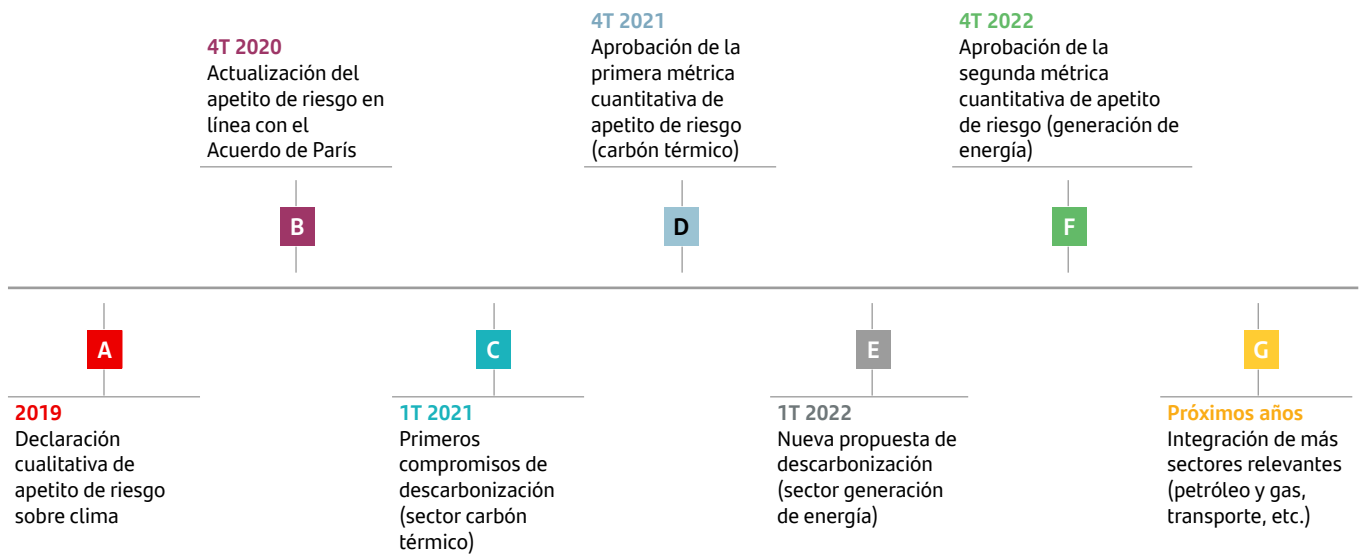 4T 2020
Actualización del
apetito de riesgo en
línea con el
Acuerdo de París
4T 2021
Aprobación de la
primera métrica
cuantitativa de
apetito de riesgo
(carbón térmico)
4T 2022
Aprobación de la
segunda métrica
cuantitativa de apetito
de riesgo (generación de
energía)
B
D
F
A
C
E
G
2019
Declaración
cualitativa de
apetito de riesgo
sobre clima
1T 2021
Primeros
compromisos de
descarbonización
(sector carbón
térmico)
1T 2022
Nueva propuesta de
descarbonización
(sector generación
de energía)
Próximos años
Integración de más
sectores relevantes
(petróleo y gas,
transporte, etc.)